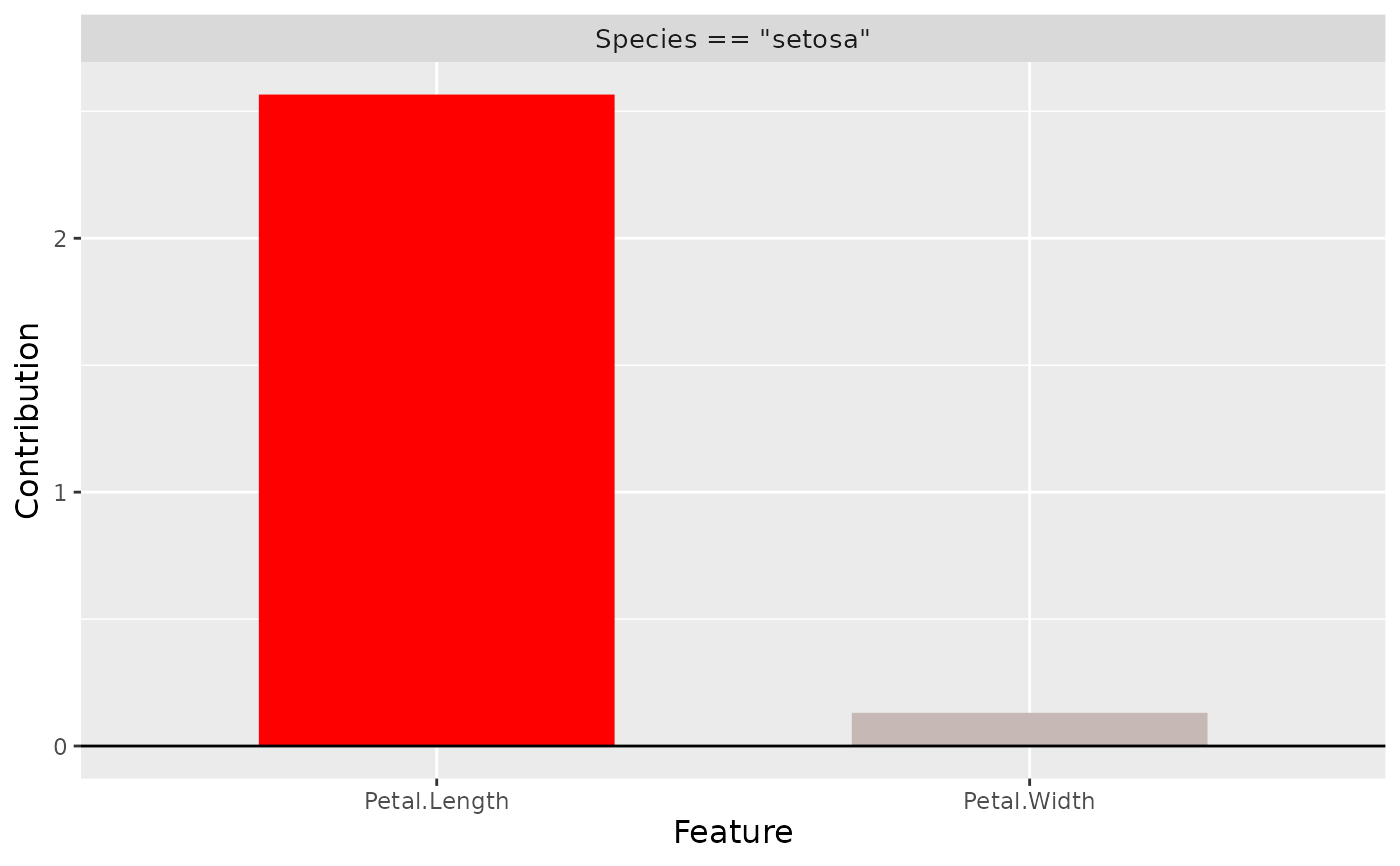 Species == "setosa"
Contribution
2
1
0
Petal.Length Petal.Width
Feature